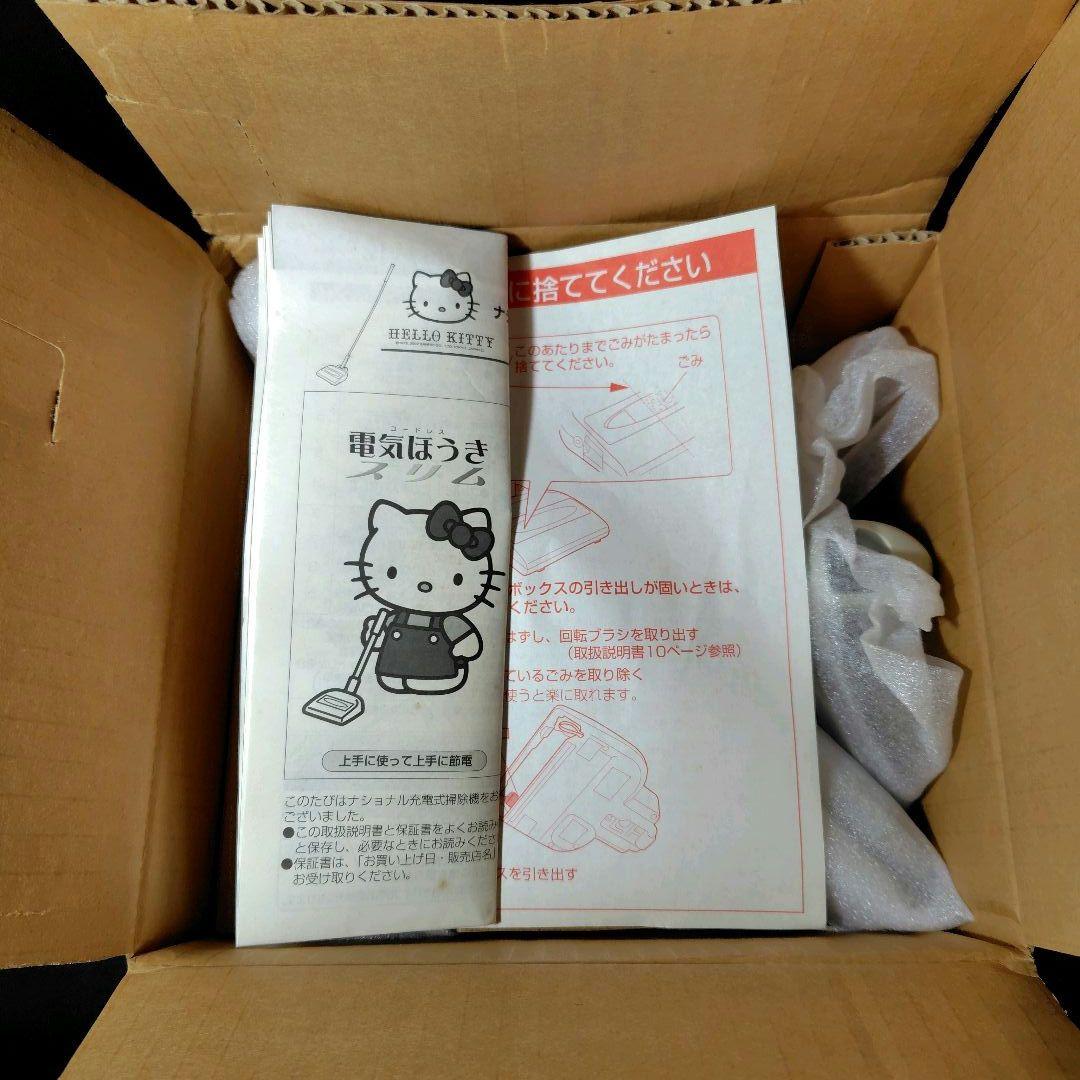 ナ
HELLO KITTY
コードレス
電気ほうき
スリム
上手に使って上手に節電
このたびはナショナル充電式掃除機をお
ございました。
●この取扱説明書と保証書をよくお読み
と保存し、必要なときにお読みくださ
●保証書は、「お買い上げ日・販売店名」
お受け取りください。
に捨ててください
このあたりまでごみがたまったら
捨ててください。
ごみ
ボックスの引き出しが固いときは、
ください。
はずし、回転ブラシを取り出す
（取扱説明書10ページ参照）
ているごみを取り除く
使うと楽に取れます。
スを引き出す